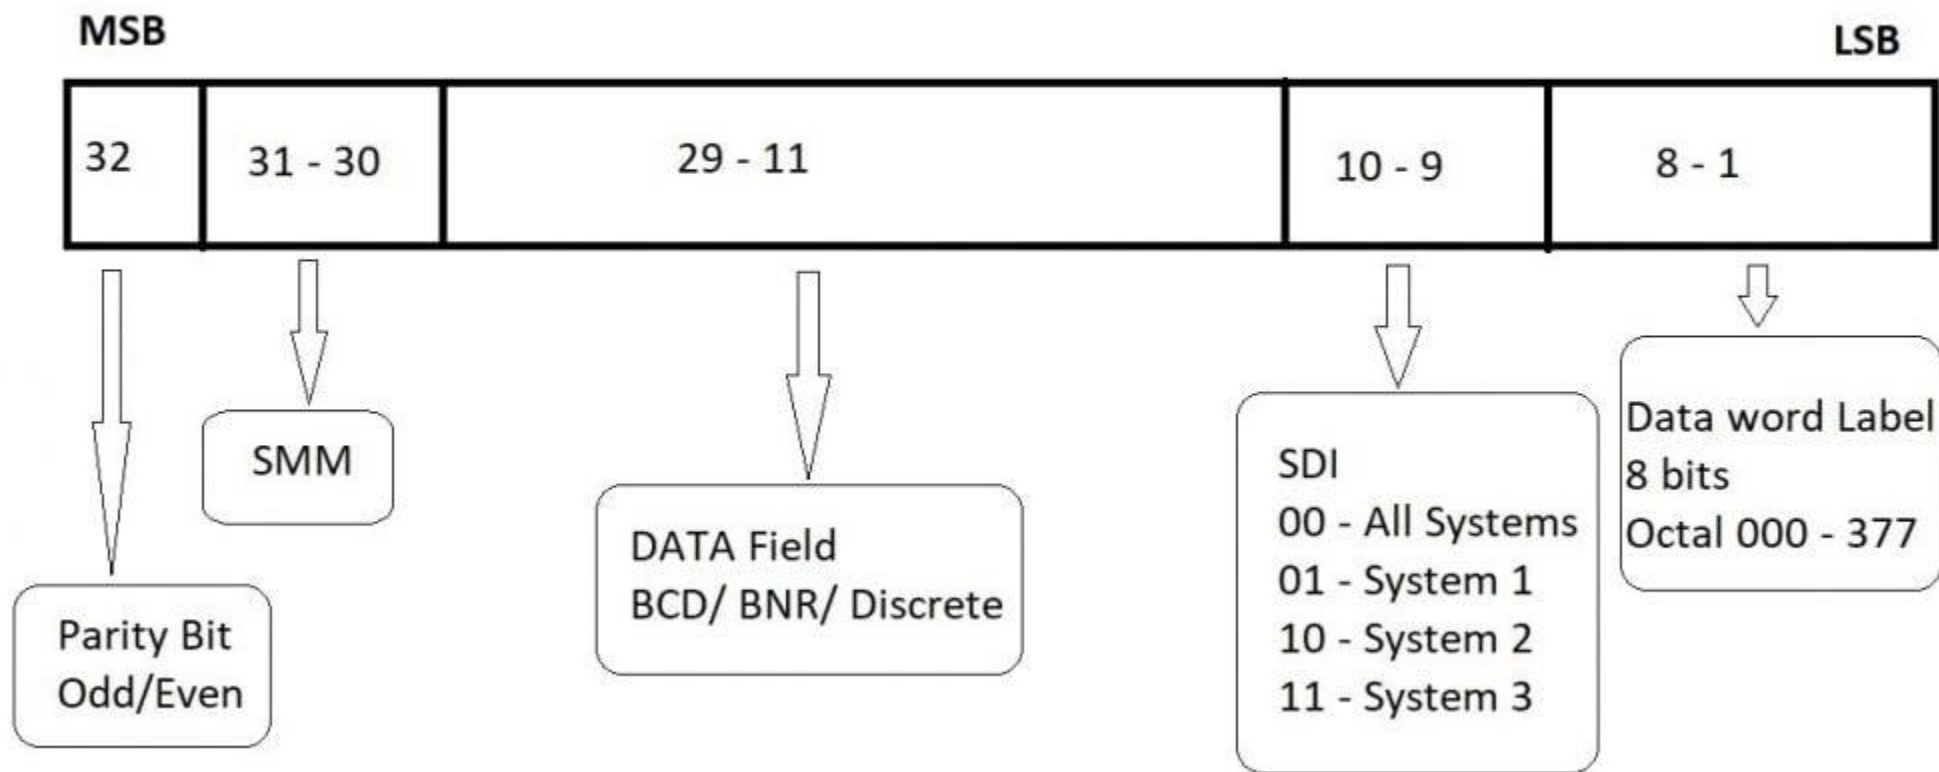 MSB
LSB
32
31 - 30
29 - 11
10 - 9
8 - 1
Parity Bit
Odd/Even
SMM
DATA Field
BCD/ BNR/ Discrete
SDI
00 - All Systems
01 - System 1
10 - System 2
11 - System 3
Data word Label
8 bits
Octal 000 - 377